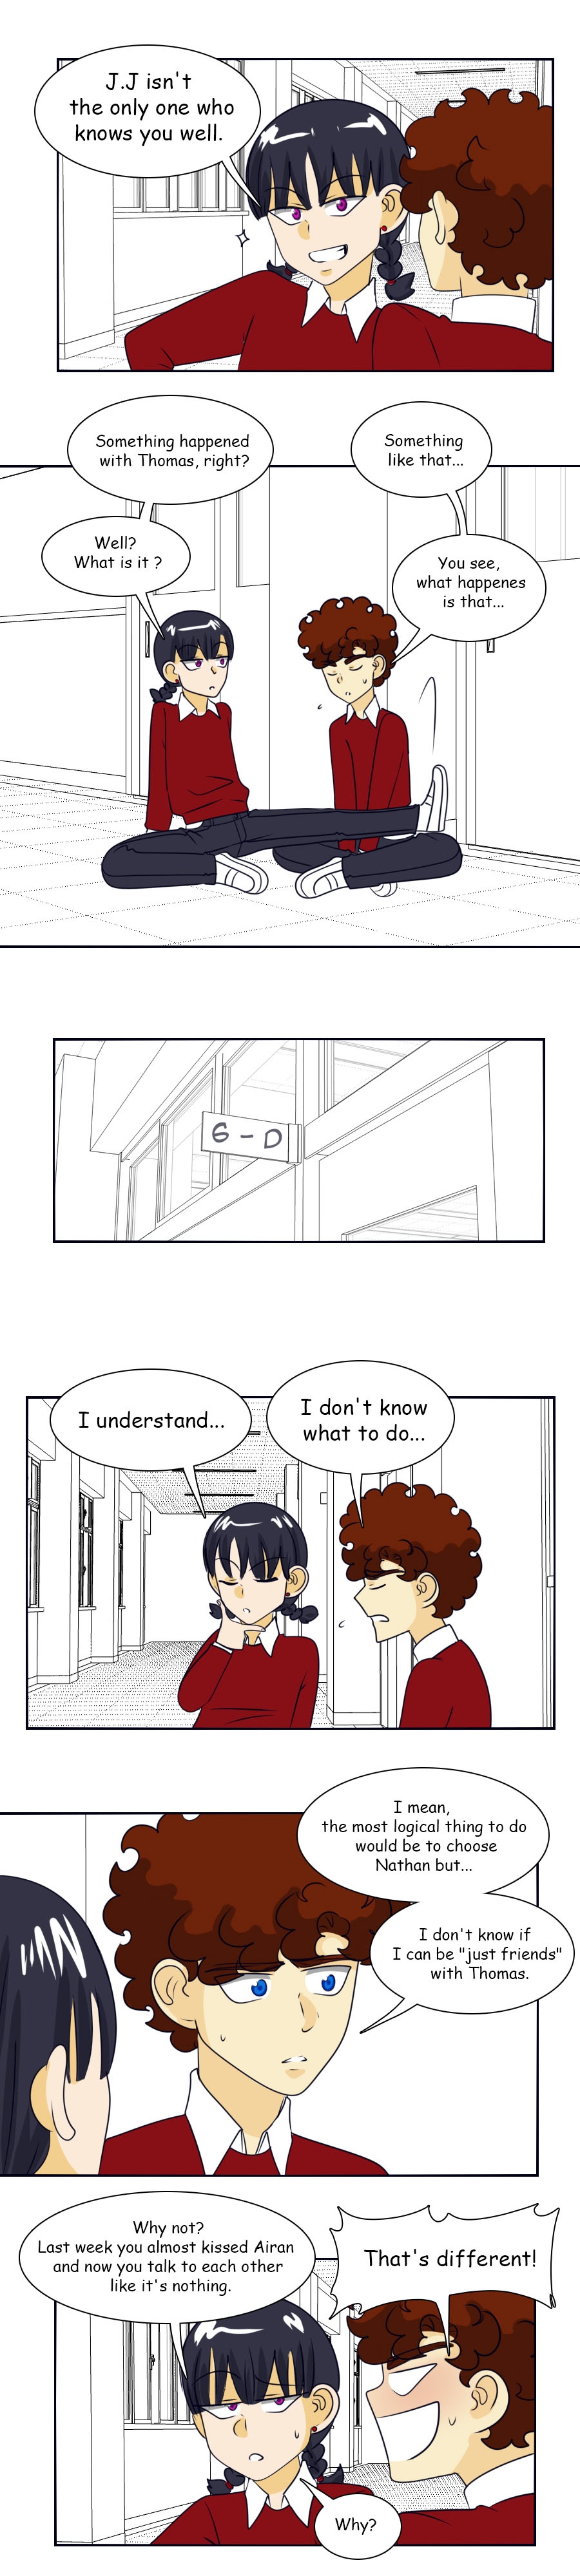 J.J isn't
the only one who
knows you well.
Something happened
with Thomas, right?
Something
like that...
Well?
What is it ?
You see,
what happenes
is that...
6 - D
I understand...
I don't know
what to do...
I mean,
the most logical thing to do
would be to choose
Nathan but...
I don't know if
I can be "just friends"
with Thomas.
Why not?
Last week you almost kissed Airan
and now you talk to each other
like it's nothing.
That's different!
Why?